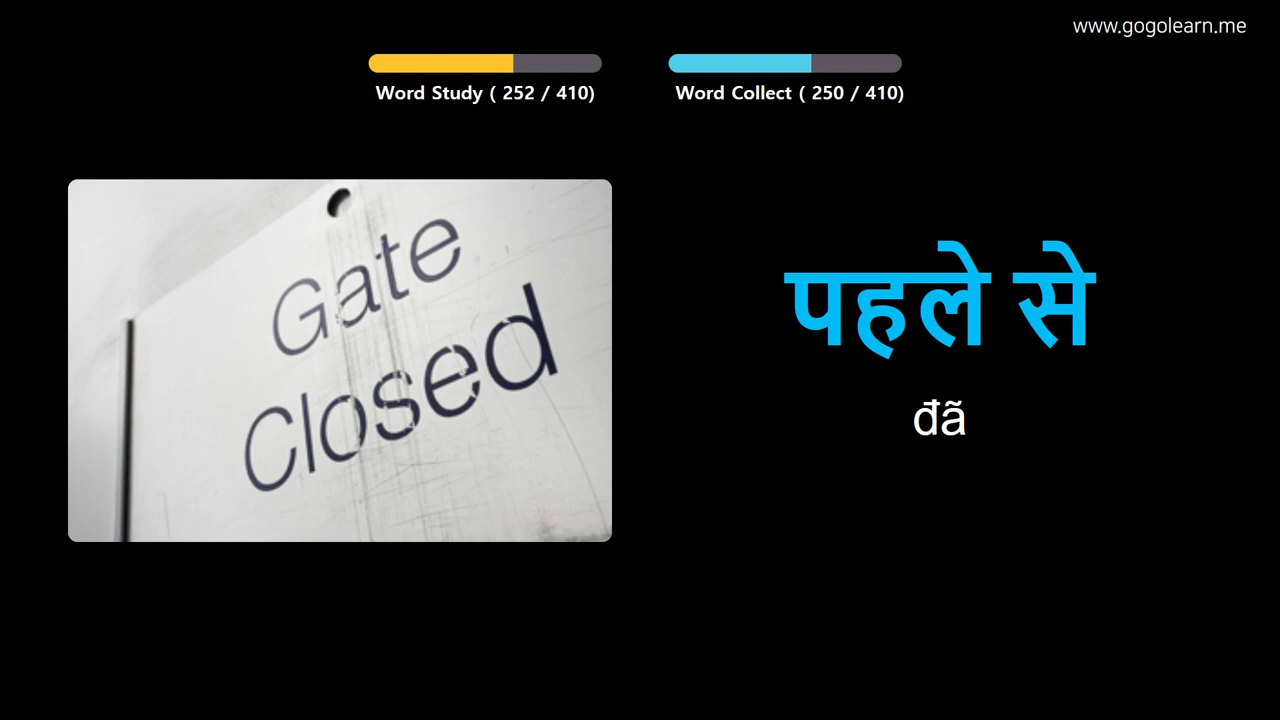 www.gogolearn.me
Word Study ( 252 / 410)
Word Collect ( 250 / 410)
Gate
Closed
पहले से
đã